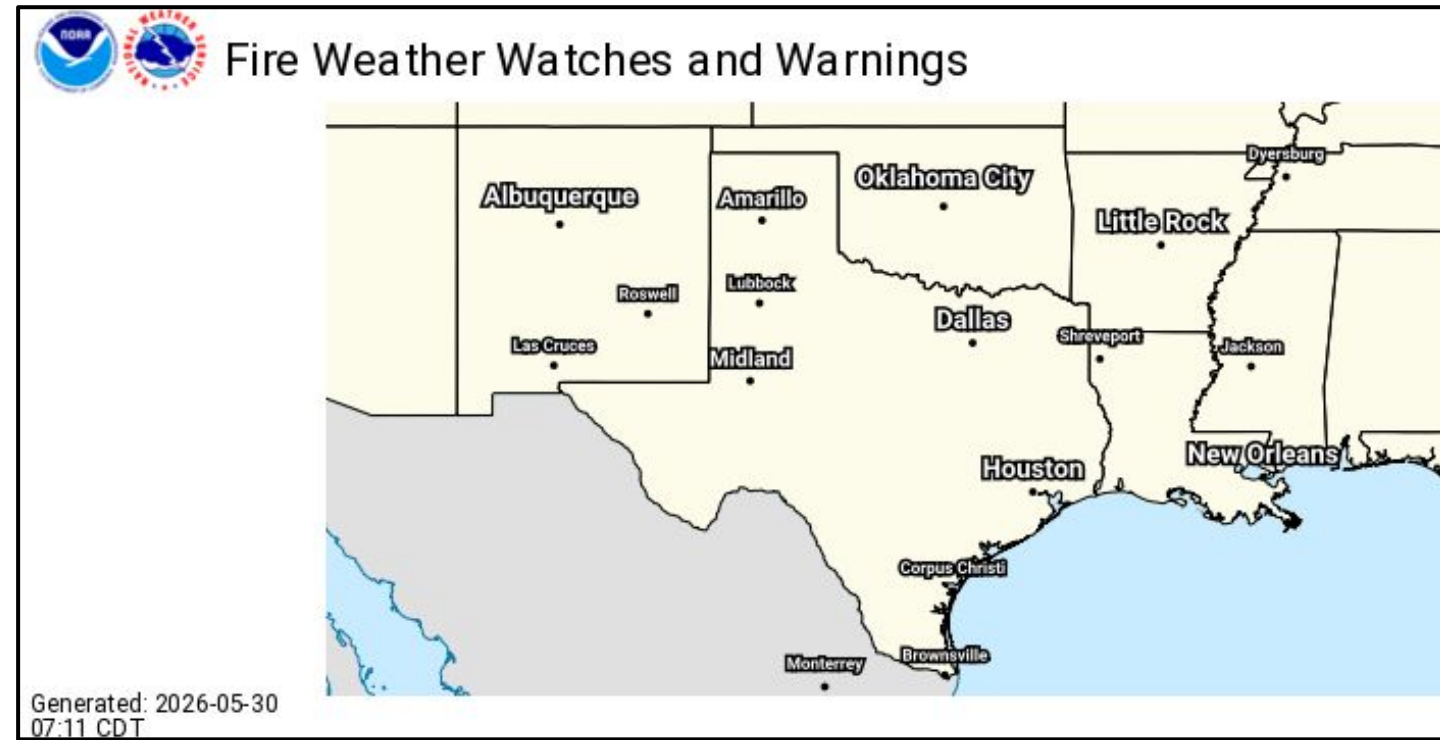 NOAA
Fire Weather Watches and Warnings
Dyersburg
Oklahoma City
Albuquerque
Amarillo
Little Rock
Lubbock
Roswell
Dallas
Shreveport
Las Cruces
Jackson
Midland
New Orleans
Houston
Corpus Christi
Brownsville
Monterrey
Generated: 2026-05-30
07:11 CDT